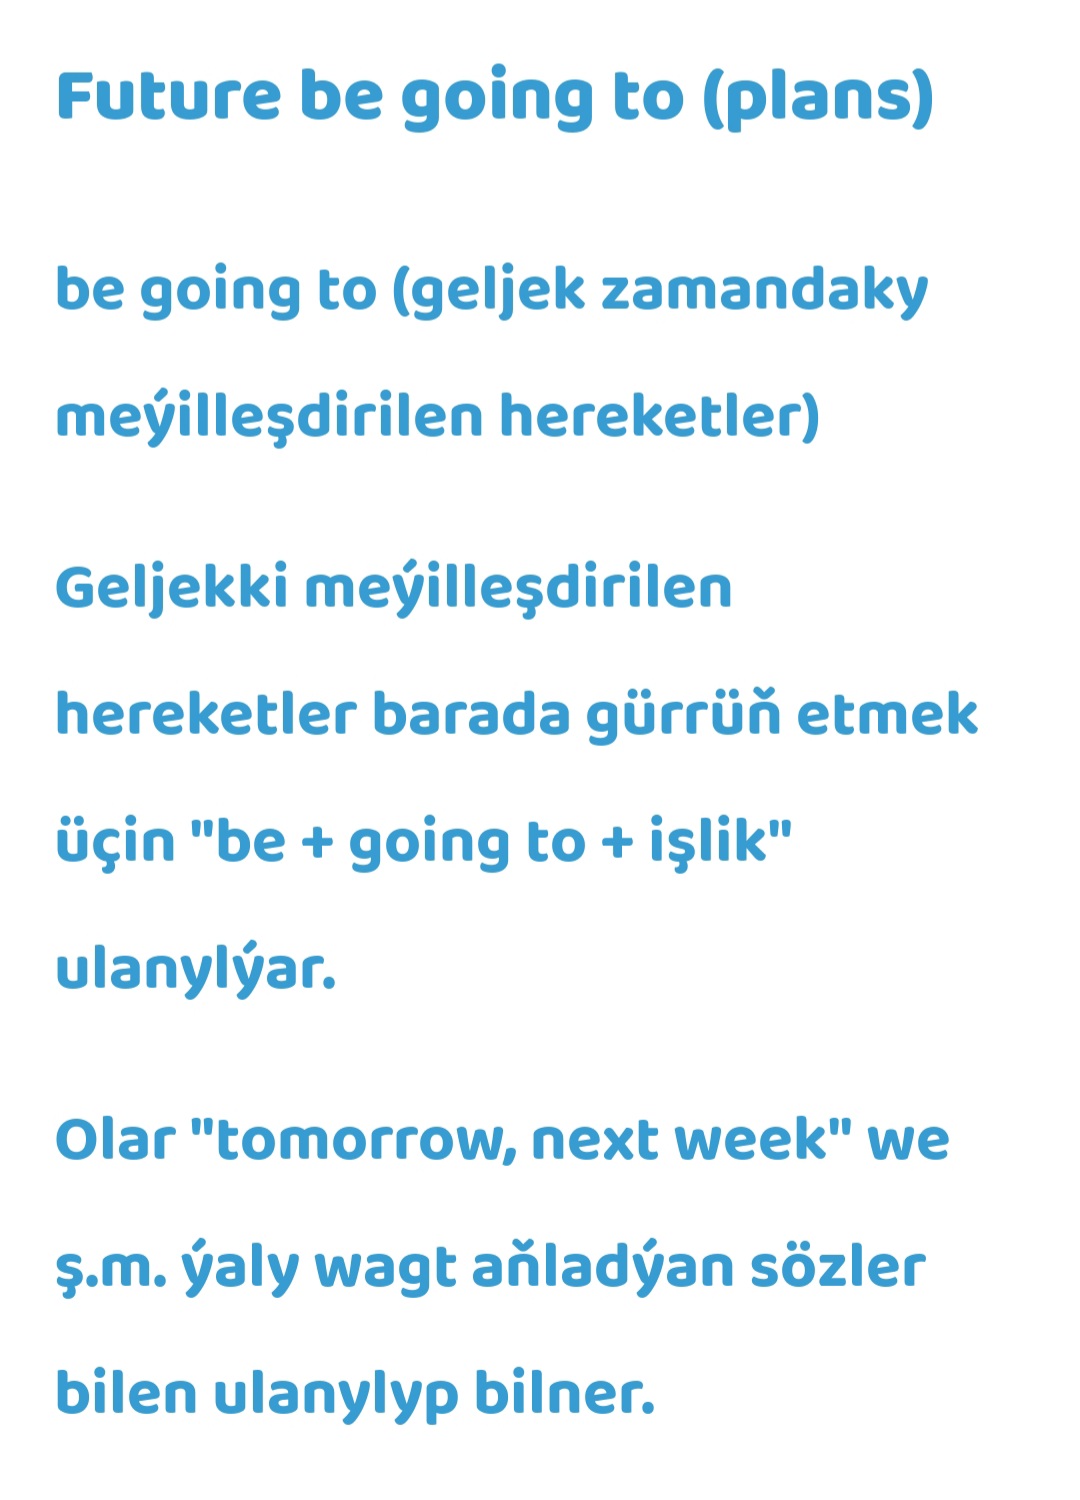 Future be going to (plans)
be going to (geljek zamandaky
meýilleşdirilen hereketler)
Geljekki meýilleşdirilen
hereketler barada gürrüň etmek
üçin "be + going to + işlik"
ulanylýar.
Olar "tomorrow, next week" we
ş.m. ýaly wagt aňladýan sözler
bilen ulanylyp bilner.